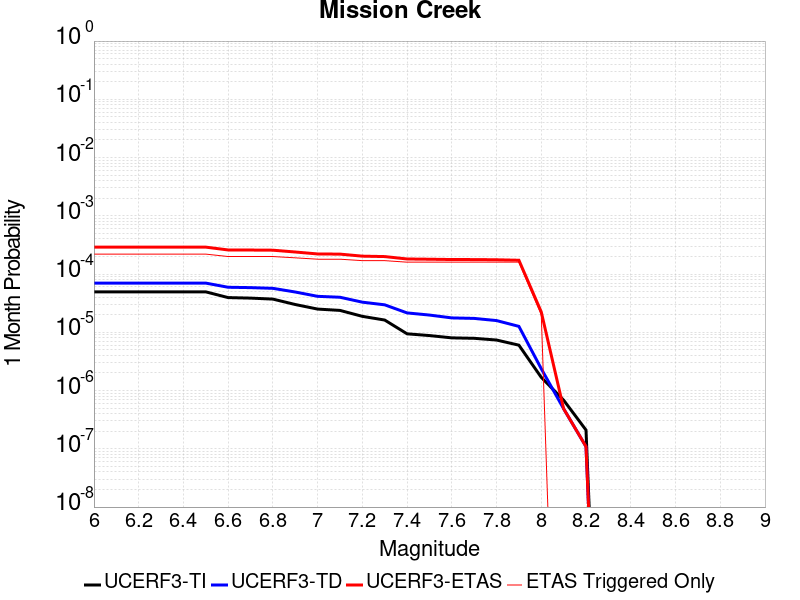 Mission Creek
10^0
10^-1
10^-2
10^-3
10^-4
10^-5
10^-6
10^-7
10^-8
1 Month Probability
6 6.2 6.4 6.6 6.8 7 7.2 7.4 7.6 7.8 8 8.2 8.4 8.6 8.8 9
Magnitude
UCERF3-TI UCERF3-TD UCERF3-ETAS ETAS Triggered Only